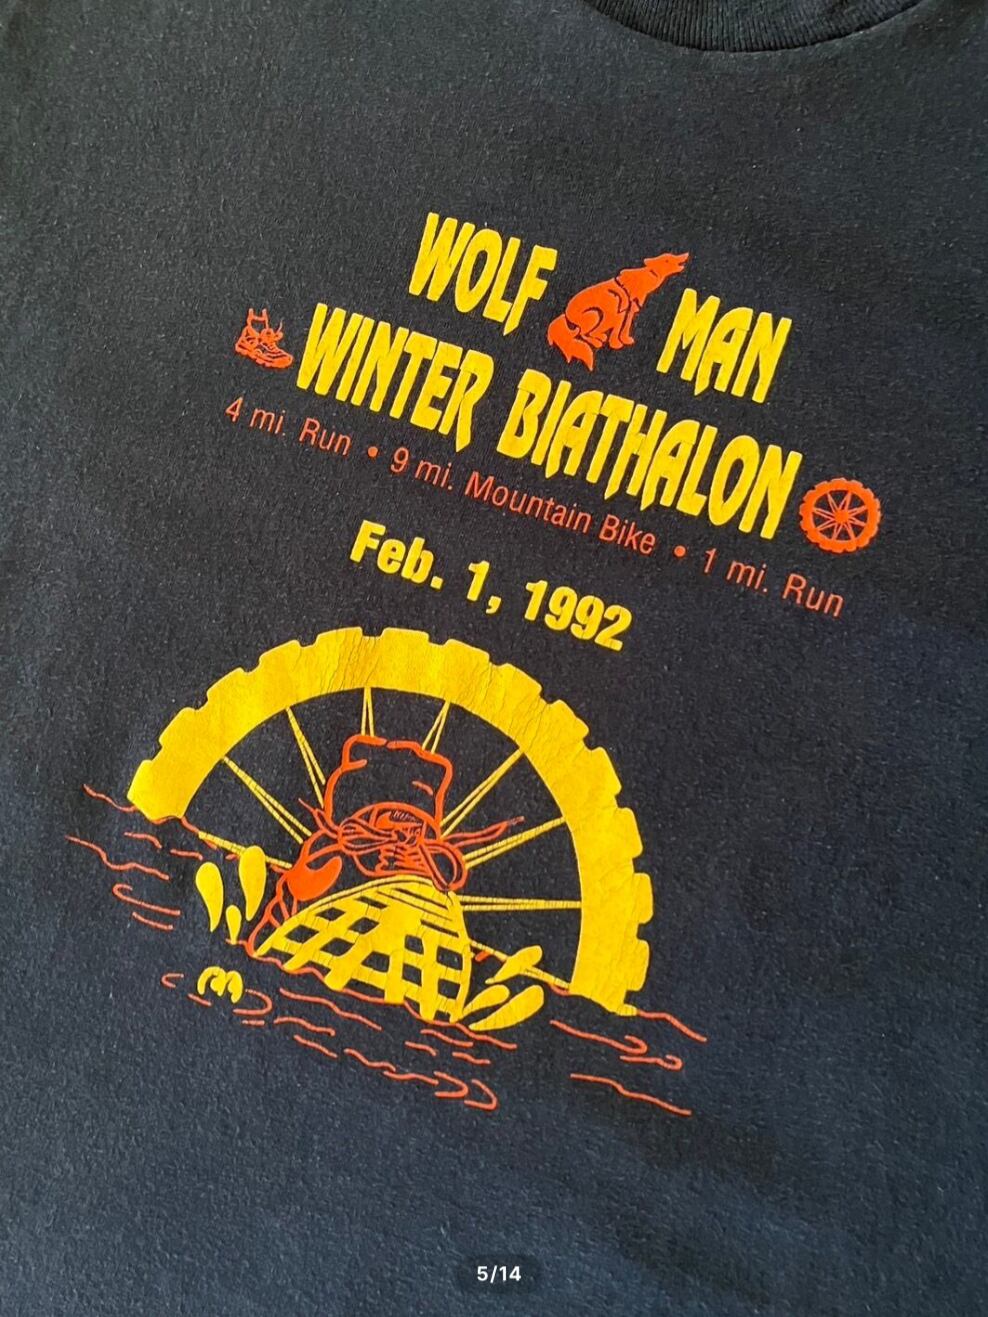 WOLF MAN
WINTER BIATHALON
4 mi. Run • 9 mi. Mountain Bike • 1 mi. Run
Feb. 1, 1992
5/14